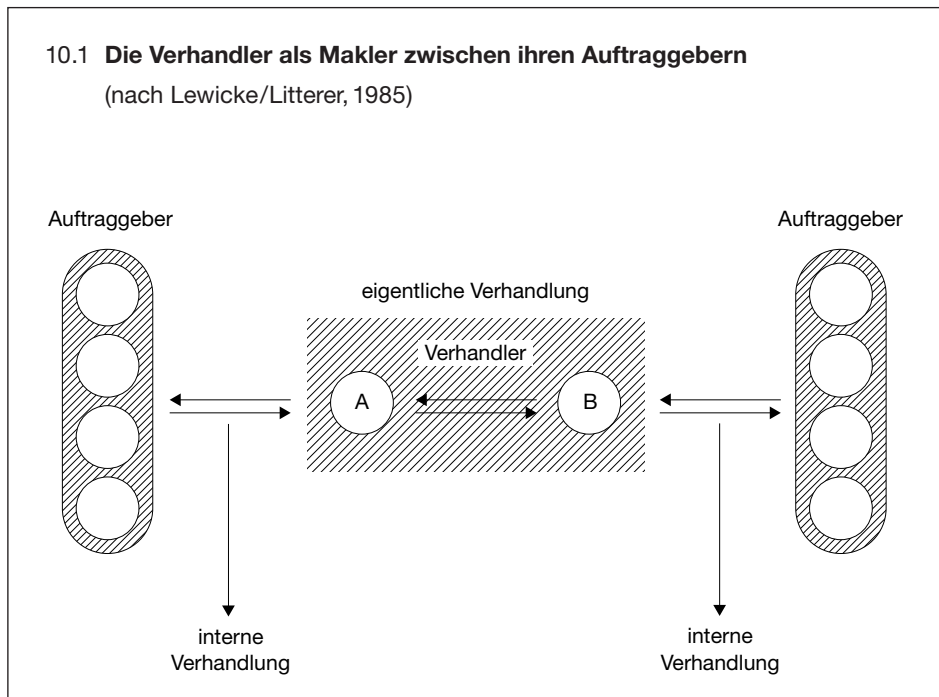 10.1 Die Verhandler als Makler zwischen ihren Auftraggebern
(nach Lewicke/Litterer, 1985)
Auftraggeber
Auftraggeber
eigentliche Verhandlung
Verhandler
A
B
interne
Verhandlung
interne
Verhandlung